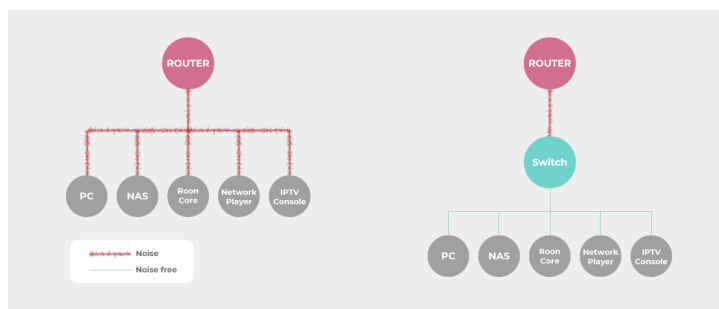 ROUTER
PC
NAS
Roon
Core
Network
Player
IPTV
Console
Noise
Noise free
ROUTER
Switch
PC
NAS
Roon
Core
Network
Player
IPTV
Console